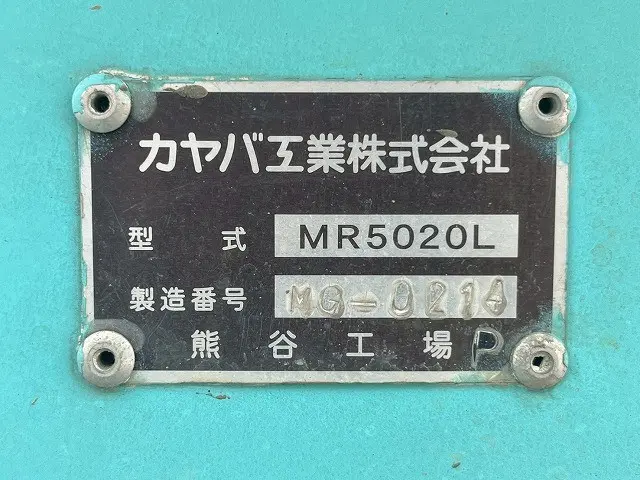 カヤバ工業株式会社
型 式 MR5020L
製造番号 MG-0214
熊谷工場 P